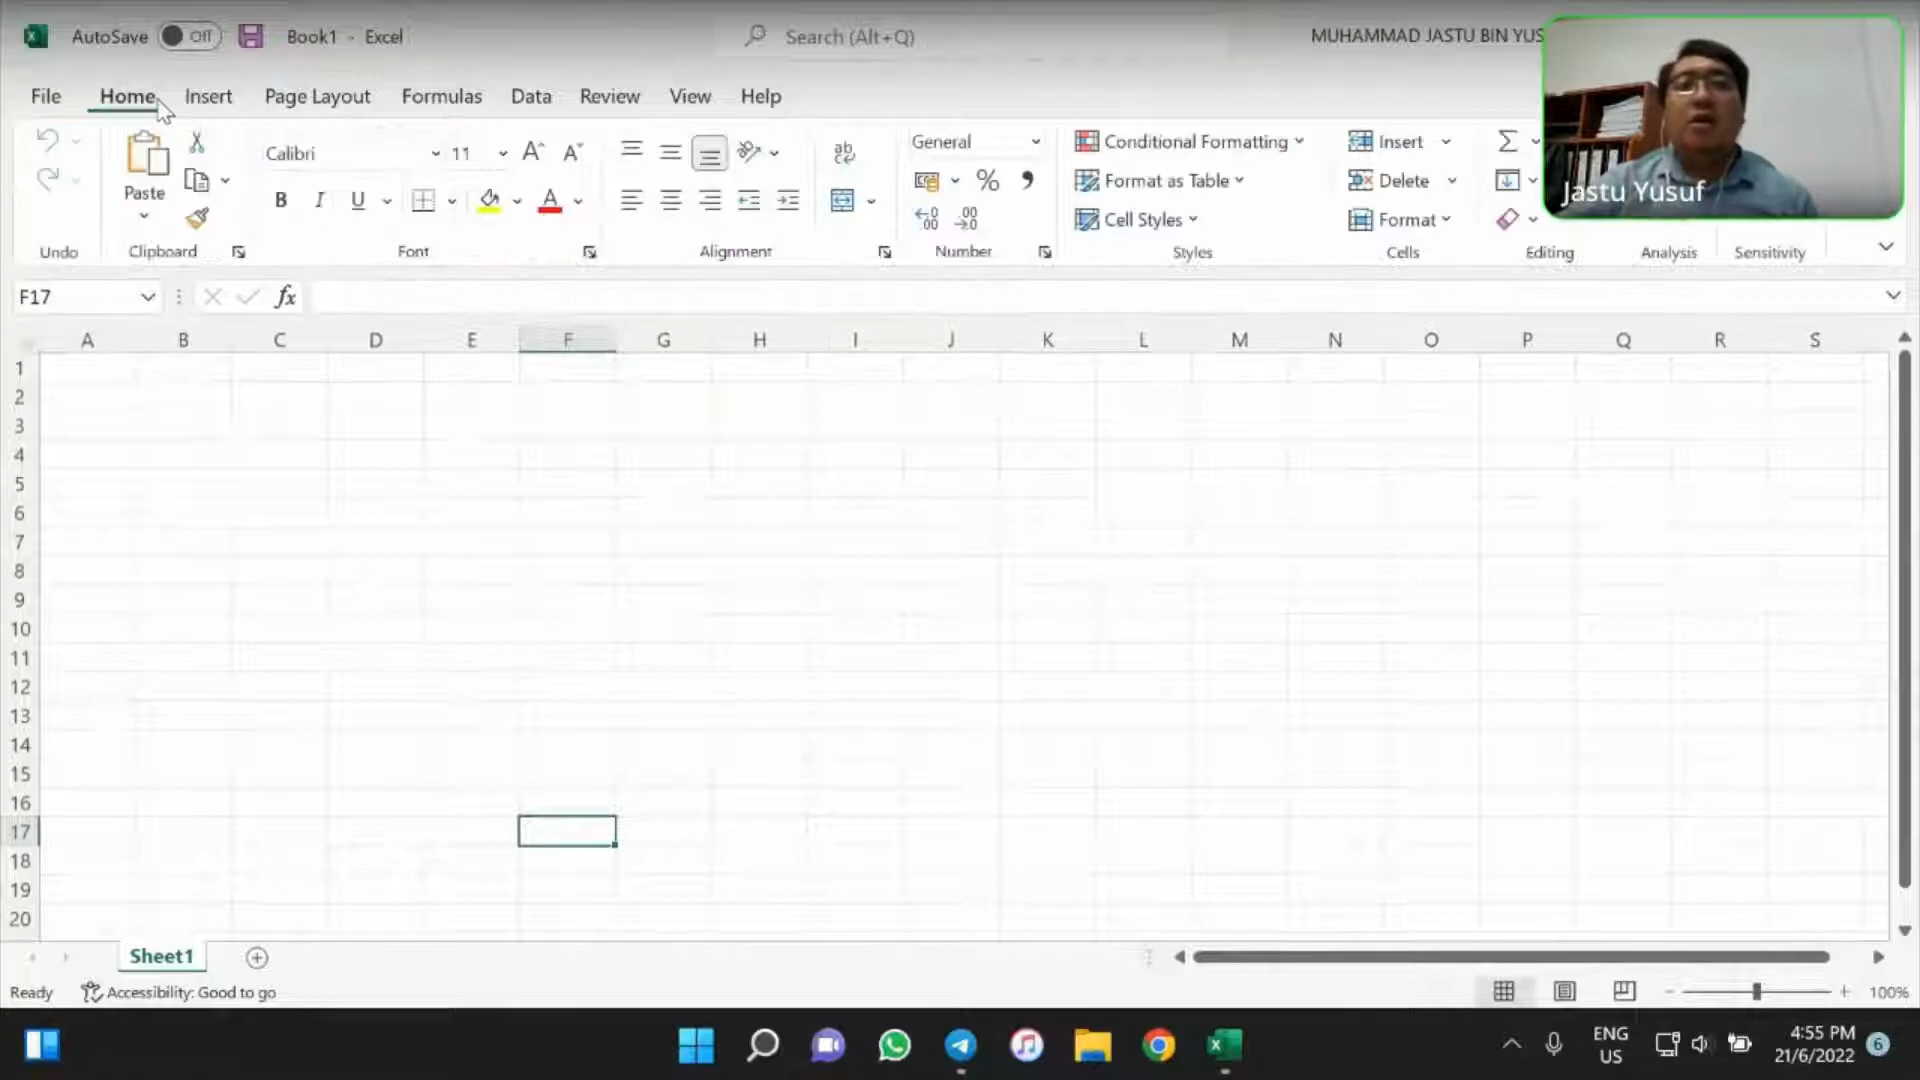 AutoSave Off Book1 - Excel Search (Alt+Q) MUHAMMAD JASTU BIN YUS
File Home Insert Page Layout Formulas Data Review View Help
Calibri 11 General Conditional Formatting Insert
Paste Format as Table Delete
B I U Cell Styles Format
Jastu Yusuf
Undo Clipboard Font Alignment Number Styles Cells Editing Analysis Sensitivity
F17 fx
A B C D E F G H I J K L M N O P Q R S
1
2
3
4
5
6
7
8
9
10
11
12
13
14
15
16
17
18
19
20
Sheet1
Ready Accessibility: Good to go 100%
ENG 4:55 PM
US 21/6/2022 6